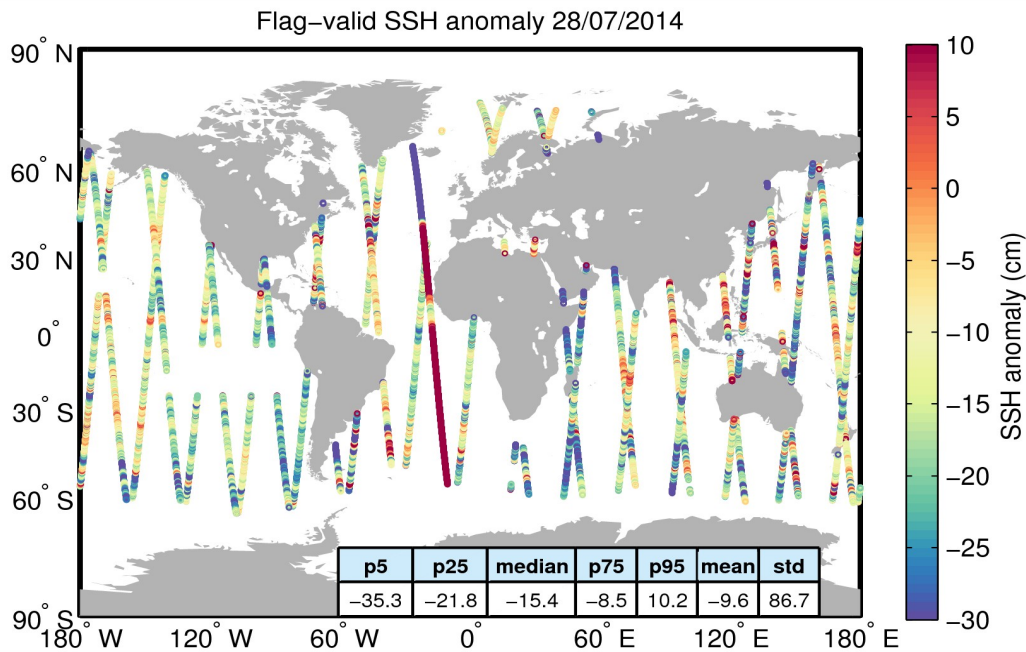 Flag−valid SSH anomaly 28/07/2014
90° N
60° N
30° N
0°
30° S
60° S
90° S
180° W 120° W 60° W 0° 60° E 120° E 180° E
p5 p25 median p75 p95 mean std
−35.3 −21.8 −15.4 −8.5 10.2 −9.6 86.7
10
5
0
−5
−10
−15
−20
−25
−30
SSH anomaly (cm)